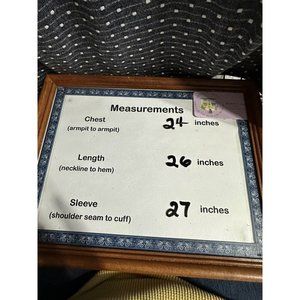 Measurements
Chest 24 inches
(armpit to armpit)
Length 26 inches
(neckline to hem)
Sleeve 27 inches
(shoulder seam to cuff)